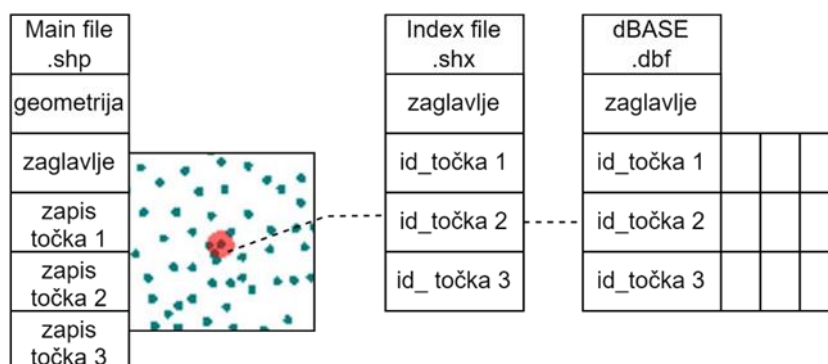 Main file
.shp
geometrija
zaglavlje
zapis
točka 1
zapis
točka 2
zapis
točka 3
Index file
.shx
zaglavlje
id_točka 1
id_točka 2
id_ točka 3
dBASE
.dbf
zaglavlje
id_točka 1
id_točka 2
id_točka 3